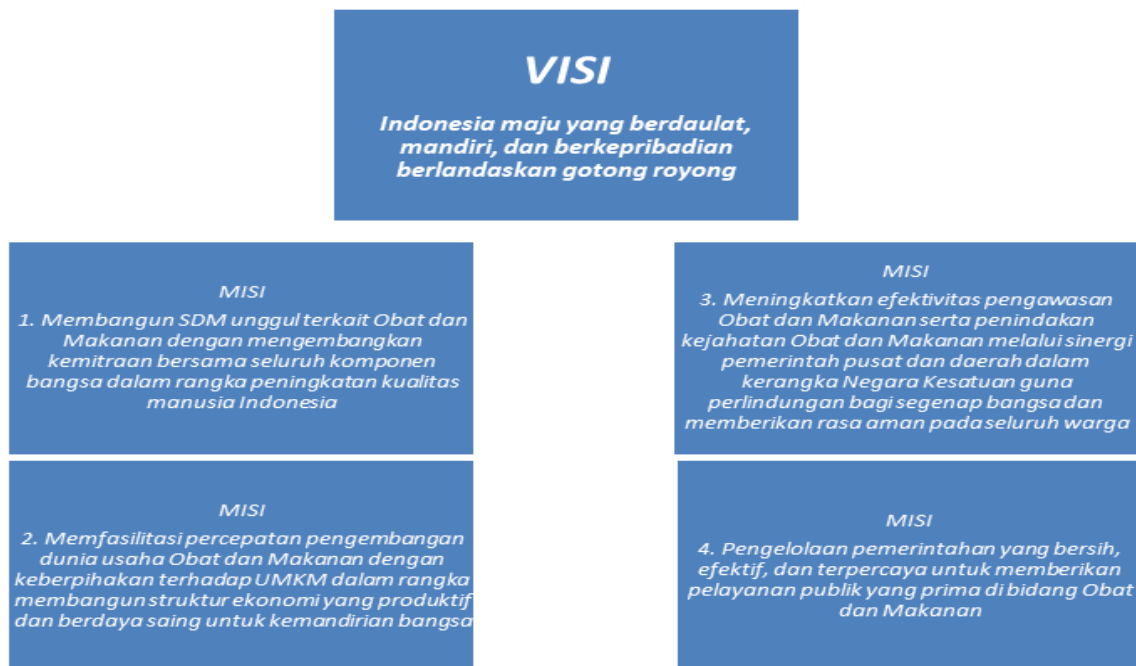 VISI
Indonesia maju yang berdaulat,
mandiri, dan berkepribadian
berlandaskan gotong royong
MISI
1. Membangun SDM unggul terkait Obat dan
Makanan dengan mengembangkan
kemitraan bersama seluruh komponen
bangsa dalam rangka peningkatan kualitas
manusia Indonesia
MISI
2. Memfasilitasi percepatan pengembangan
dunia usaha Obat dan Makanan dengan
keberpihakan terhadap UMKM dalam rangka
membangun struktur ekonomi yang produktif
dan berdaya saing untuk kemandirian bangsa
MISI
3. Meningkatkan efektivitas pengawasan
Obat dan Makanan serta penindakan
kejahatan Obat dan Makanan melalui sinergi
pemerintah pusat dan daerah dalam
kerangka Negara Kesatuan guna
perlindungan bagi segenap bangsa dan
memberikan rasa aman pada seluruh warga
MISI
4. Pengelolaan pemerintahan yang bersih,
efektif, dan terpercaya untuk memberikan
pelayanan publik yang prima di bidang Obat
dan Makanan